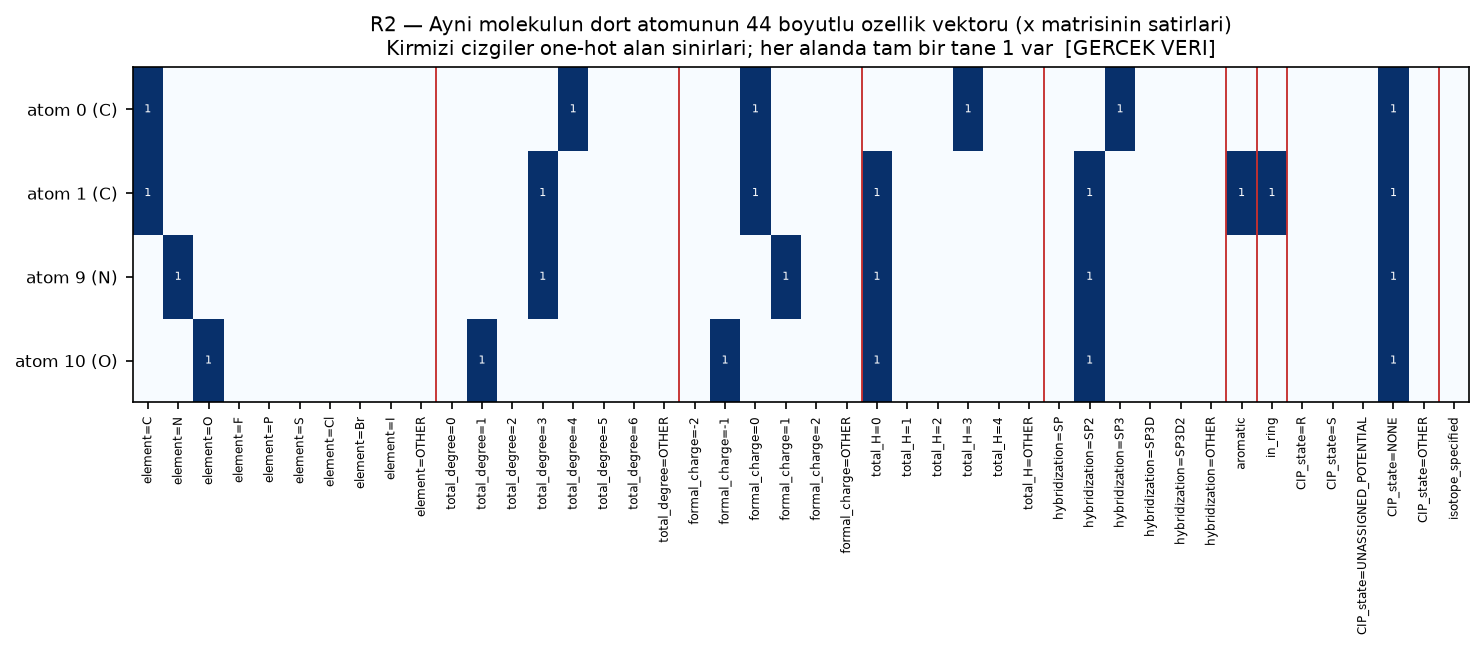 R2 — Ayni molekulun dort atomunun 44 boyutlu ozellik vektoru (x matrisinin satirlari)
Kirmizi cizgiler one-hot alan sinirlari; her alanda tam bir tane 1 var  [GERCEK VERI]
atom 0 (C)
1 1 1 1 1 1
atom 1 (C)
1 1 1 1 1 1 1 1
atom 9 (N)
1 1 1 1 1 1
atom 10 (O)
1 1 1 1 1 1
element=C
element=N
element=O
element=F
element=P
element=S
element=Cl
element=Br
element=I
element=OTHER
total_degree=0
total_degree=1
total_degree=2
total_degree=3
total_degree=4
total_degree=5
total_degree=6
total_degree=OTHER
formal_charge=-2
formal_charge=-1
formal_charge=0
formal_charge=1
formal_charge=2
formal_charge=OTHER
total_H=0
total_H=1
total_H=2
total_H=3
total_H=4
total_H=OTHER
hybridization=SP
hybridization=SP2
hybridization=SP3
hybridization=SP3D
hybridization=SP3D2
hybridization=OTHER
aromatic
in_ring
CIP_state=R
CIP_state=S
CIP_state=UNASSIGNED_POTENTIAL
CIP_state=NONE
CIP_state=OTHER
isotope_specified